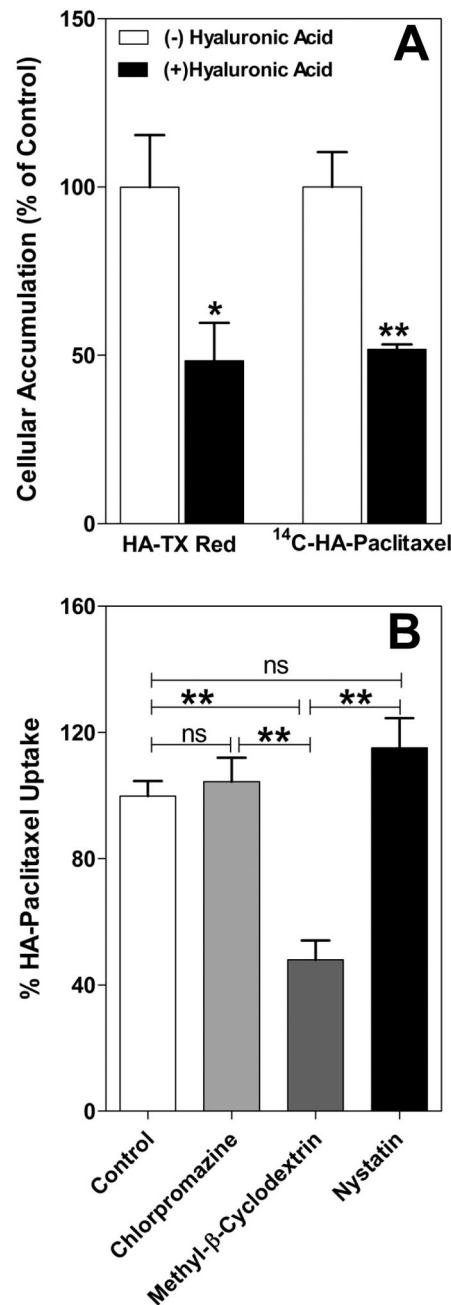 A
(-) Hyaluronic Acid
(+)Hyaluronic Acid
Cellular Accumulation (% of Control)
150
100
50
0
*
**
HA-TX Red
14C-HA-Paclitaxel
B
% HA-Paclitaxel Uptake
160
120
80
40
0
ns
** **
ns **
Control
Chlorpromazine
Methyl-β-Cyclodextrin
Nystatin